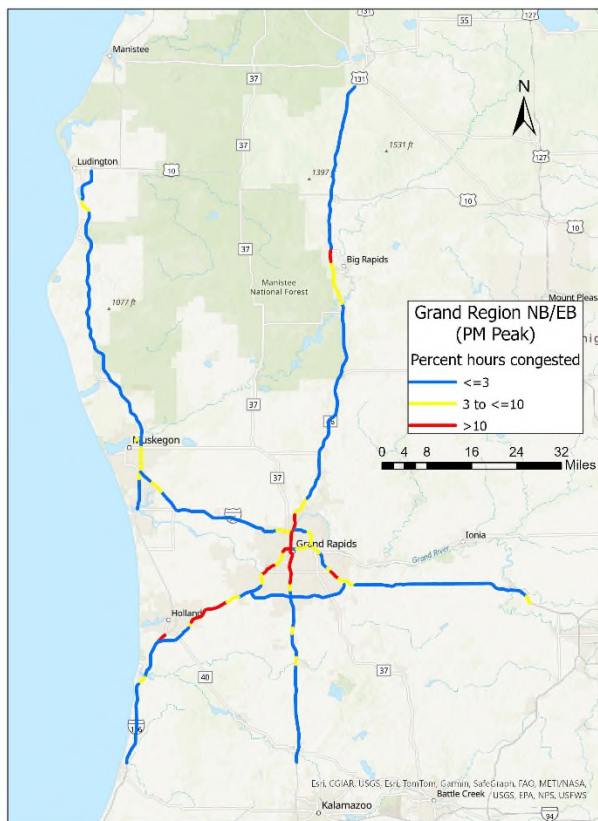 Manistee
37
131
N
127
1531 ft
Ludington
10
1397
10
127
37
Big Rapids
Manistee
National Forest
1077 ft
Mount Pleas
Grand Region NB/EB
(PM Peak)
Percent hours congested
<=3
3 to <=10
>10
37
Muskegon
0 4 8 16 24 32
Miles
37
Ionia
Grand Rapids
Grand River
Holland
40
37
196
Esri, CGIAR, USGS, Esri, TomTom, Garmin, SafeGraph, FAO, METI/NASA,
USGS, EPA, NPS, USFWS
Battle Creek
Kalamazoo
94